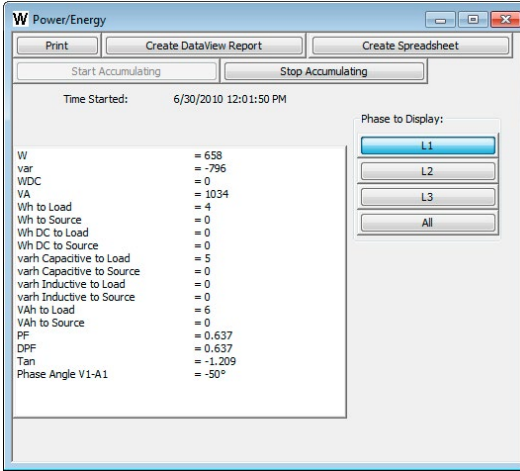 W Power/Energy
Print Create DataView Report Create Spreadsheet
Start Accumulating Stop Accumulating
Time Started: 6/30/2010 12:01:50 PM
Phase to Display:
L1
L2
L3
All
W = 658
var = -796
WDC = 0
VA = 1034
Wh to Load = 4
Wh to Source = 0
Wh DC to Load = 0
Wh DC to Source = 0
varh Capacitive to Load = 5
varh Capacitive to Source = 0
varh Inductive to Load = 0
varh Inductive to Source = 0
VAh to Load = 6
VAh to Source = 0
PF = 0.637
DPF = 0.637
Tan = -1.209
Phase Angle V1-A1 = -50°